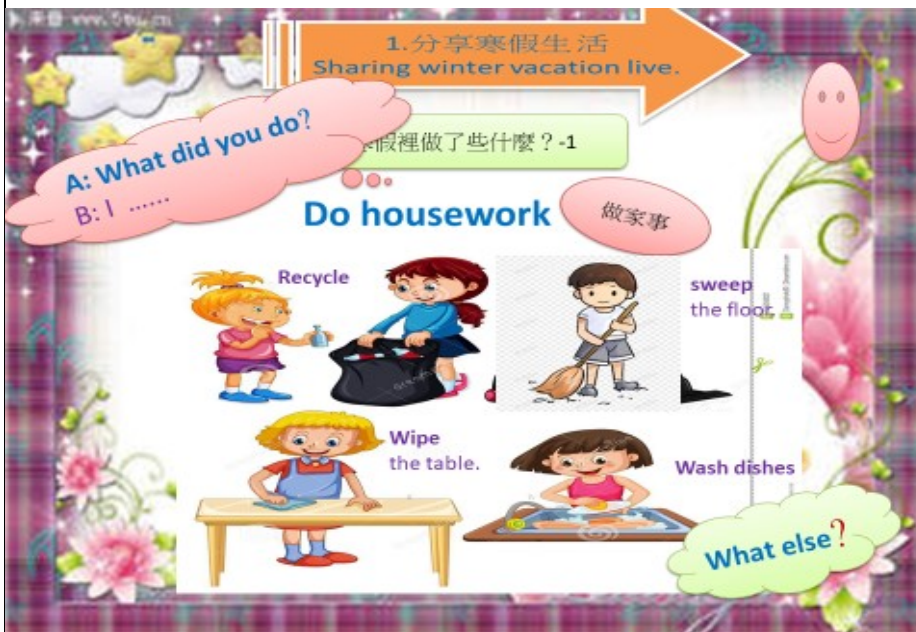 1.分享寒假生活
Sharing winter vacation live.
A: What did you do?
B: I ......
假裡做了些什麼？-1
Do housework
做家事
Recycle
sweep
the floor.
Wipe
the table.
Wash dishes
What else?